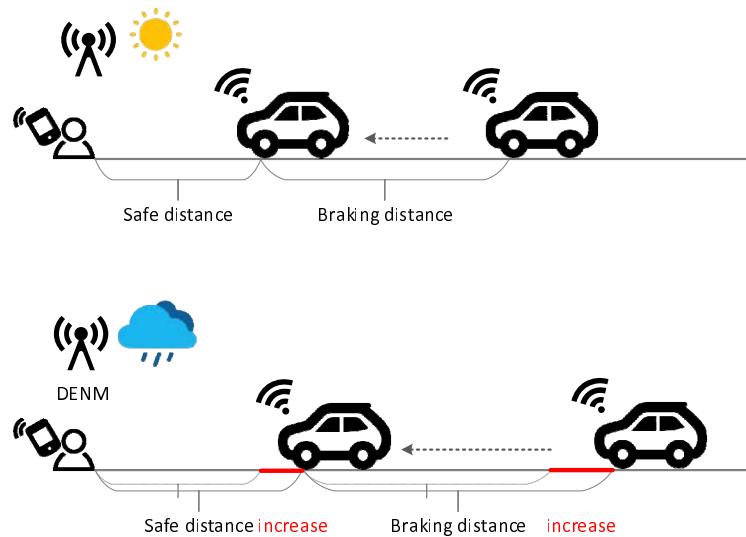 Safe distance
Braking distance
DENM
Safe distance increase
Braking distance increase